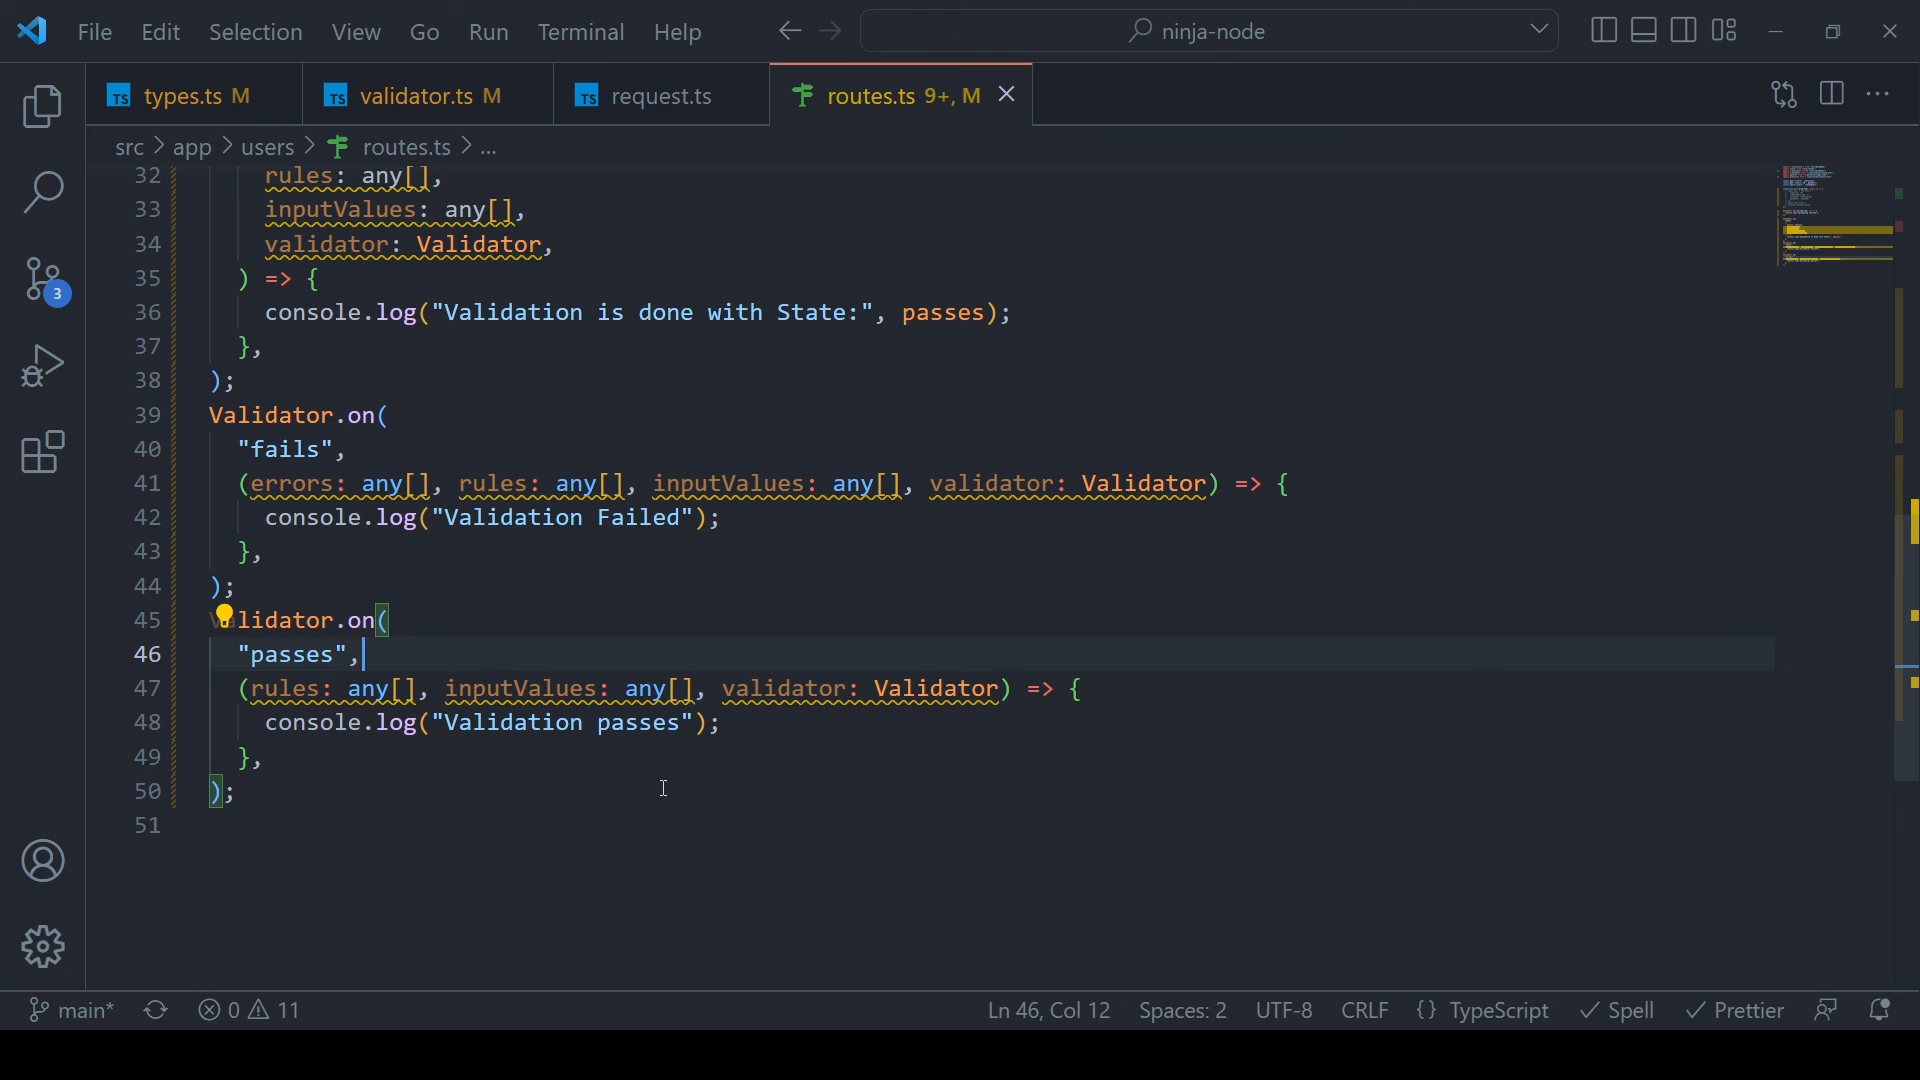 File Edit Selection View Go Run Terminal Help ninja-node
TS types.ts M TS validator.ts M TS request.ts routes.ts 9+, M
src > app > users > routes.ts > ...
32 rules: any[],
33 inputValues: any[],
34 validator: Validator,
35 ) => {
36 console.log("Validation is done with State:", passes);
37 },
38 );
39 Validator.on(
40 "fails",
41 (errors: any[], rules: any[], inputValues: any[], validator: Validator) => {
42 console.log("Validation Failed");
43 },
44 );
45 Validator.on(
46 "passes",
47 (rules: any[], inputValues: any[], validator: Validator) => {
48 console.log("Validation passes");
49 },
50 );
51
3
main* 0 11 Ln 46, Col 12 Spaces: 2 UTF-8 CRLF {} TypeScript Spell Prettier